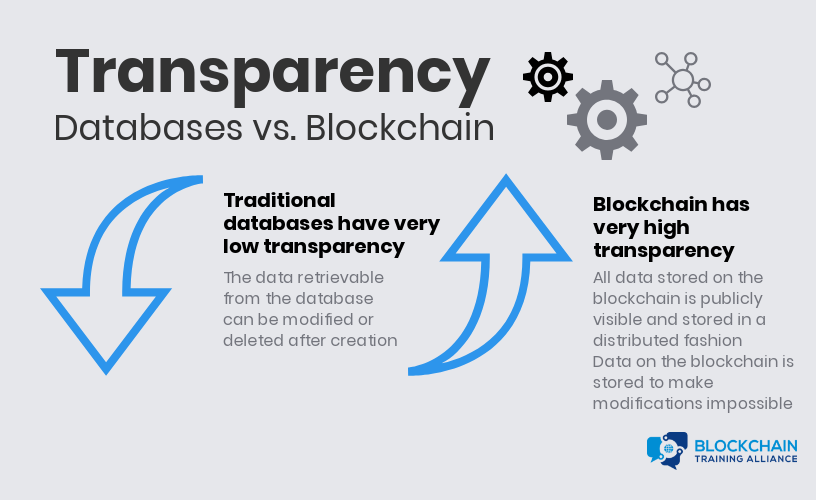 Transparency
Databases vs. Blockchain
Traditional
databases have very
low transparency
The data retrievable
from the database
can be modified or
deleted after creation
Blockchain has
very high
transparency
All data stored on the
blockchain is publicly
visible and stored in a
distributed fashion
Data on the blockchain is
stored to make
modifications impossible
BLOCKCHAIN
TRAINING ALLIANCE